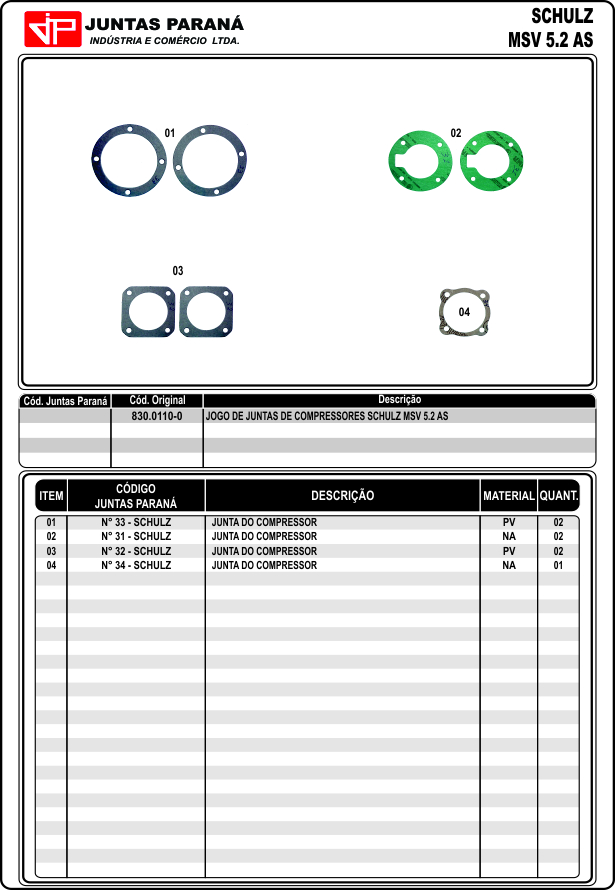 JUNTAS PARANÁ
INDÚSTRIA E COMÉRCIO LTDA.
SCHULZ
MSV 5.2 AS
01
02
03
04
Cód. Juntas Paraná Cód. Original Descrição
830.0110-0 JOGO DE JUNTAS DE COMPRESSORES SCHULZ MSV 5.2 AS
ITEM CÓDIGO JUNTAS PARANÁ DESCRIÇÃO MATERIAL QUANT.
01 N° 33 - SCHULZ JUNTA DO COMPRESSOR PV 02
02 N° 31 - SCHULZ JUNTA DO COMPRESSOR NA 02
03 N° 32 - SCHULZ JUNTA DO COMPRESSOR PV 02
04 N° 34 - SCHULZ JUNTA DO COMPRESSOR NA 01